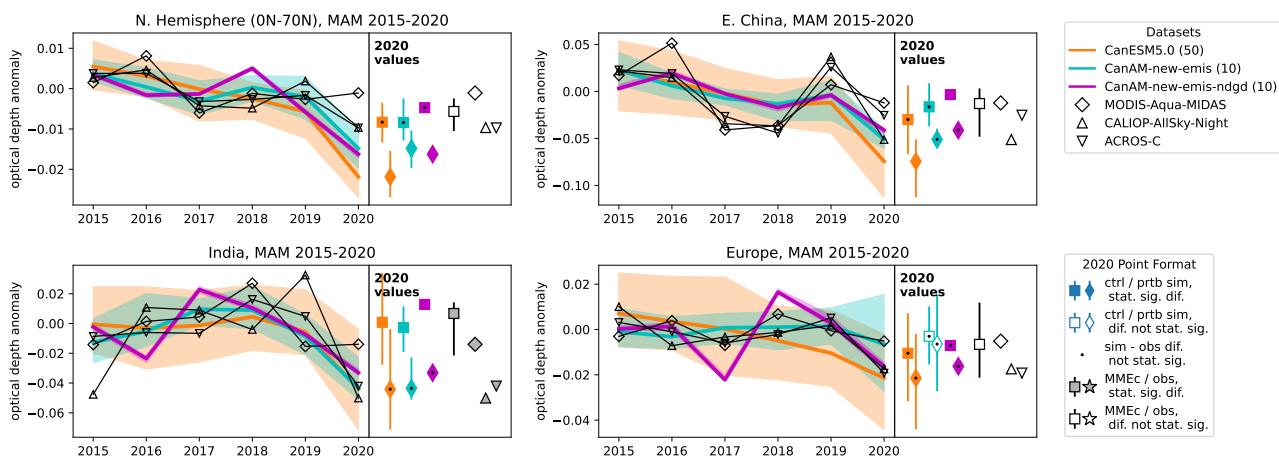 N. Hemisphere (0N-70N), MAM 2015-2020
optical depth anomaly
0.01
0.00
−0.01
−0.02
2020
values
2015 2016 2017 2018 2019 2020
E. China, MAM 2015-2020
optical depth anomaly
0.05
0.00
−0.05
−0.10
2020
values
2015 2016 2017 2018 2019 2020
Datasets
CanESM5.0 (50)
CanAM-new-emis (10)
CanAM-new-emis-ndgd (10)
MODIS-Aqua-MIDAS
CALIOP-AllSky-Night
ACROS-C
India, MAM 2015-2020
optical depth anomaly
0.02
0.00
−0.02
−0.04
−0.06
2020
values
2015 2016 2017 2018 2019 2020
Europe, MAM 2015-2020
optical depth anomaly
0.02
0.00
−0.02
−0.04
2020
values
2015 2016 2017 2018 2019 2020
2020 Point Format
ctrl / prtb sim,
stat. sig. dif.
ctrl / prtb sim,
dif. not stat. sig.
sim - obs dif.
not stat. sig.
MMEc / obs,
stat. sig. dif.
MMEc / obs,
dif. not stat. sig.